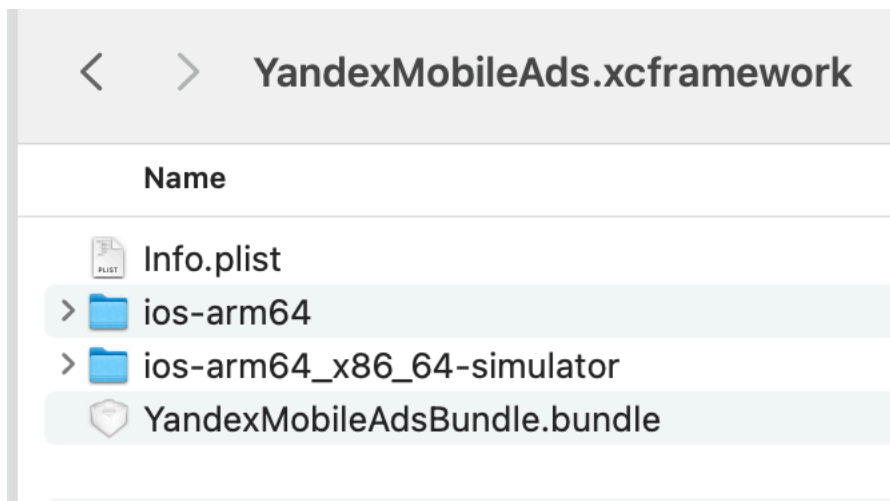 YandexMobileAds.xcframework
Name
PLIST
Info.plist
ios-arm64
ios-arm64_x86_64-simulator
YandexMobileAdsBundle.bundle